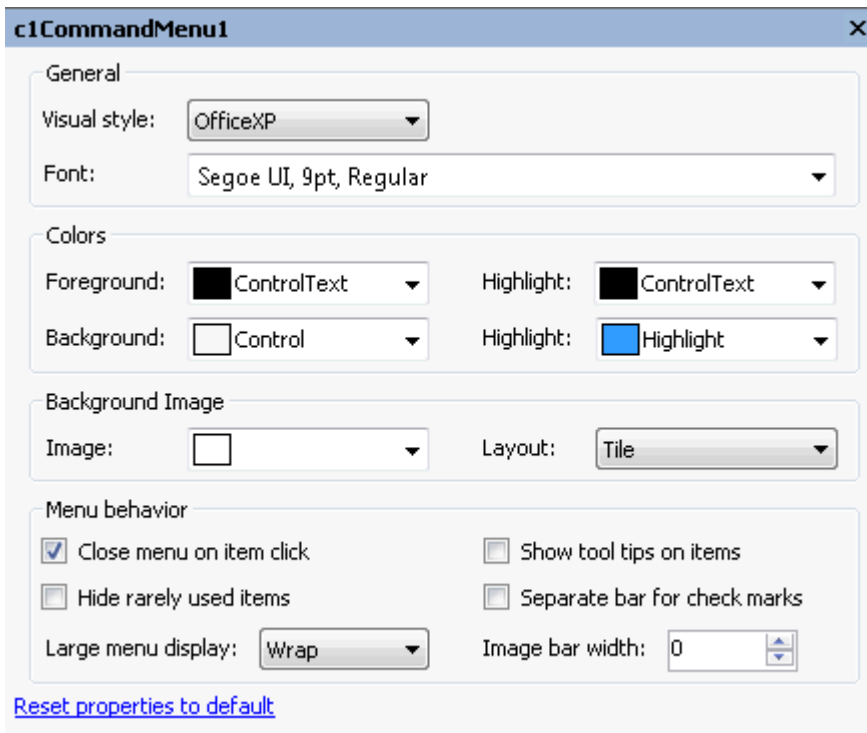 c1CommandMenu1
General
Visual style: OfficeXP
Font: Segoe UI, 9pt, Regular
Colors
Foreground: ControlText Highlight: ControlText
Background: Control Highlight: Highlight
Background Image
Image: Layout: Tile
Menu behavior
Close menu on item click Show tool tips on items
Hide rarely used items Separate bar for check marks
Large menu display: Wrap Image bar width: 0
Reset properties to default